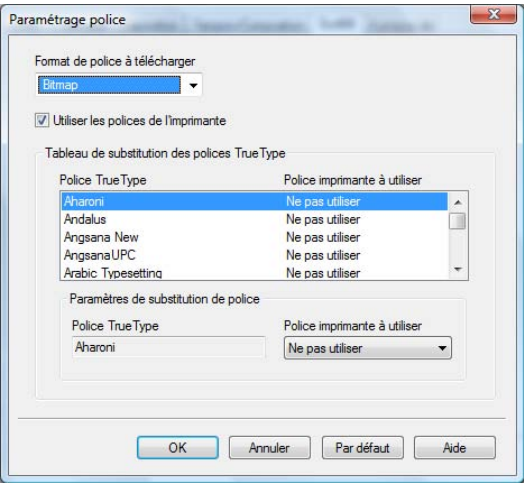 Paramétrage police
Format de police à télécharger
Bitmap
Utiliser les polices de l'imprimante
Tableau de substitution des polices TrueType
Police TrueType Police imprimante à utiliser
Aharoni Ne pas utiliser
Andalus Ne pas utiliser
Angsana New Ne pas utiliser
AngsanaUPC Ne pas utiliser
Arabic Typesetting Ne pas utiliser
Paramètres de substitution de police
Police TrueType Police imprimante à utiliser
Aharoni Ne pas utiliser
OK Annuler Par défaut Aide